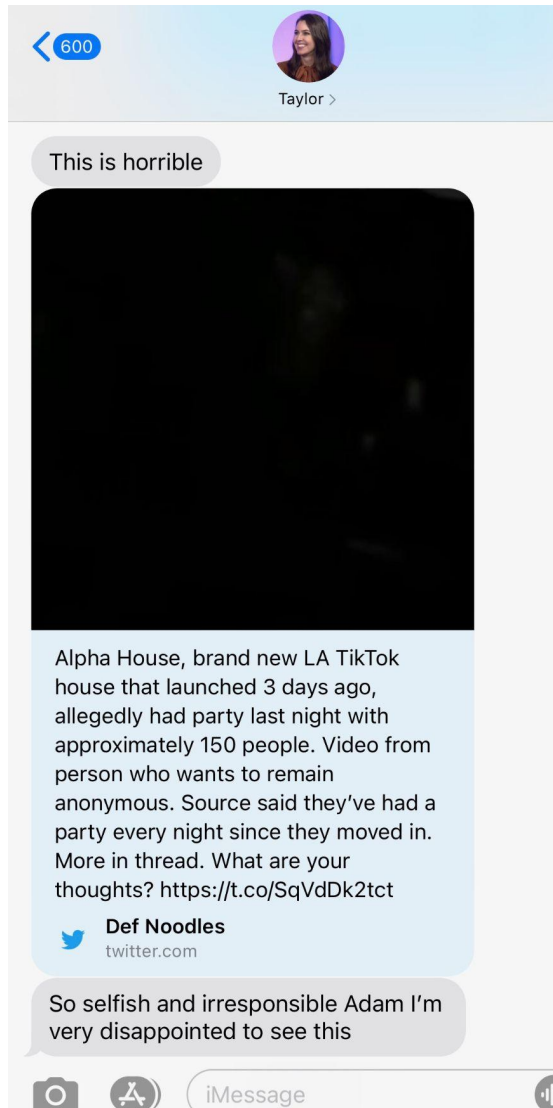 600
Taylor >
This is horrible
Alpha House, brand new LA TikTok
house that launched 3 days ago,
allegedly had party last night with
approximately 150 people. Video from
person who wants to remain
anonymous. Source said they've had a
party every night since they moved in.
More in thread. What are your
thoughts? https://t.co/SqVdDk2tct
Def Noodles
twitter.com
So selfish and irresponsible Adam I'm
very disappointed to see this
iMessage